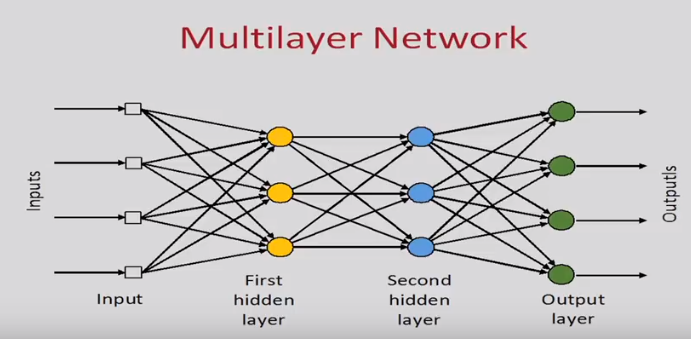 Multilayer Network
Inputs
Outputls
Input
First
hidden
layer
Second
hidden
layer
Output
layer